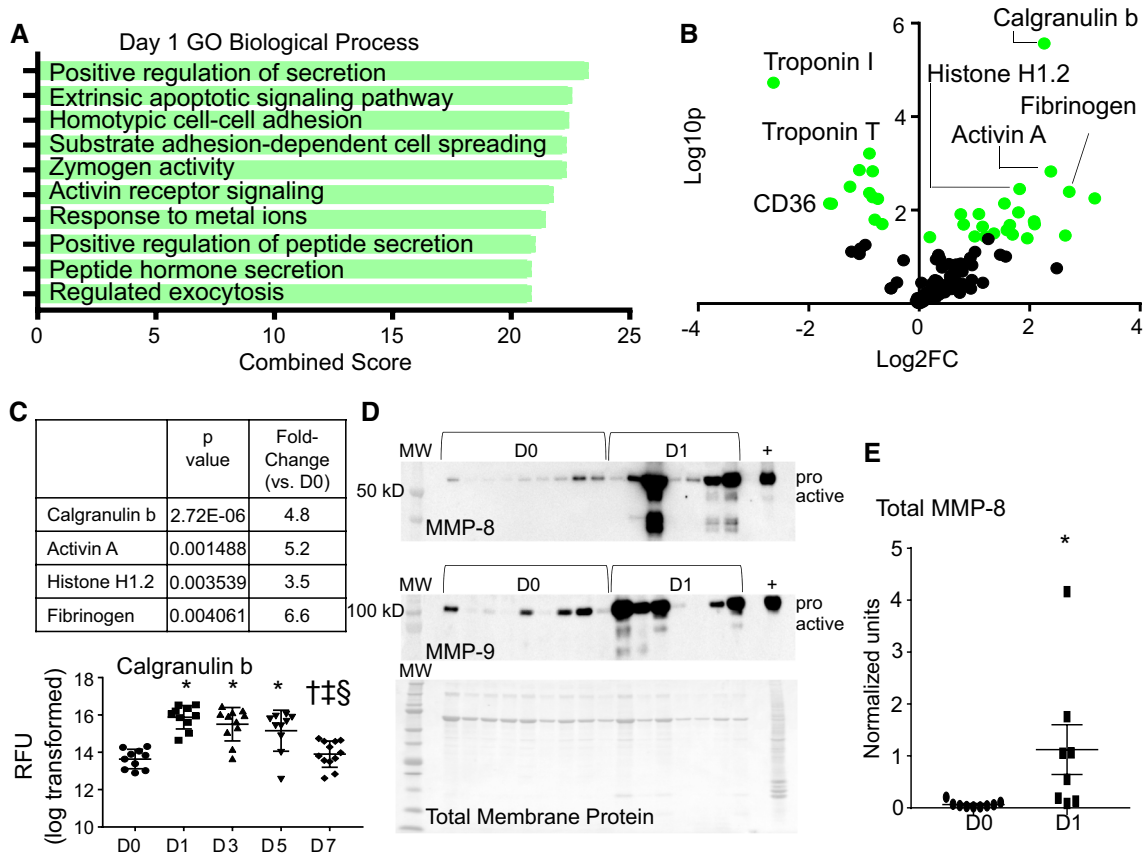 A
Day 1 GO Biological Process
Positive regulation of secretion
Extrinsic apoptotic signaling pathway
Homotypic cell-cell adhesion
Substrate adhesion-dependent cell spreading
Zymogen activity
Activin receptor signaling
Response to metal ions
Positive regulation of peptide secretion
Peptide hormone secretion
Regulated exocytosis
0 5 10 15 20 25
Combined Score
B
Calgranulin b
Troponin I
Histone H1.2
Fibrinogen
Activin A
Troponin T
CD36
Log10p
6
4
2
-4 -2 0 2 4
Log2FC
C
p value
Fold-Change (vs. D0)
Calgranulin b 2.72E-06 4.8
Activin A 0.001488 5.2
Histone H1.2 0.003539 3.5
Fibrinogen 0.004061 6.6
Calgranulin b
* * * †‡§
RFU
(log transformed)
18
16
14
12
10
D0 D1 D3 D5 D7
D
MW D0 D1 +
50 kD
pro
active
MMP-8
MW D0 D1 +
100 kD
pro
active
MMP-9
MW
Total Membrane Protein
E
Total MMP-8
*
Normalized units
5
4
3
2
1
0
D0 D1